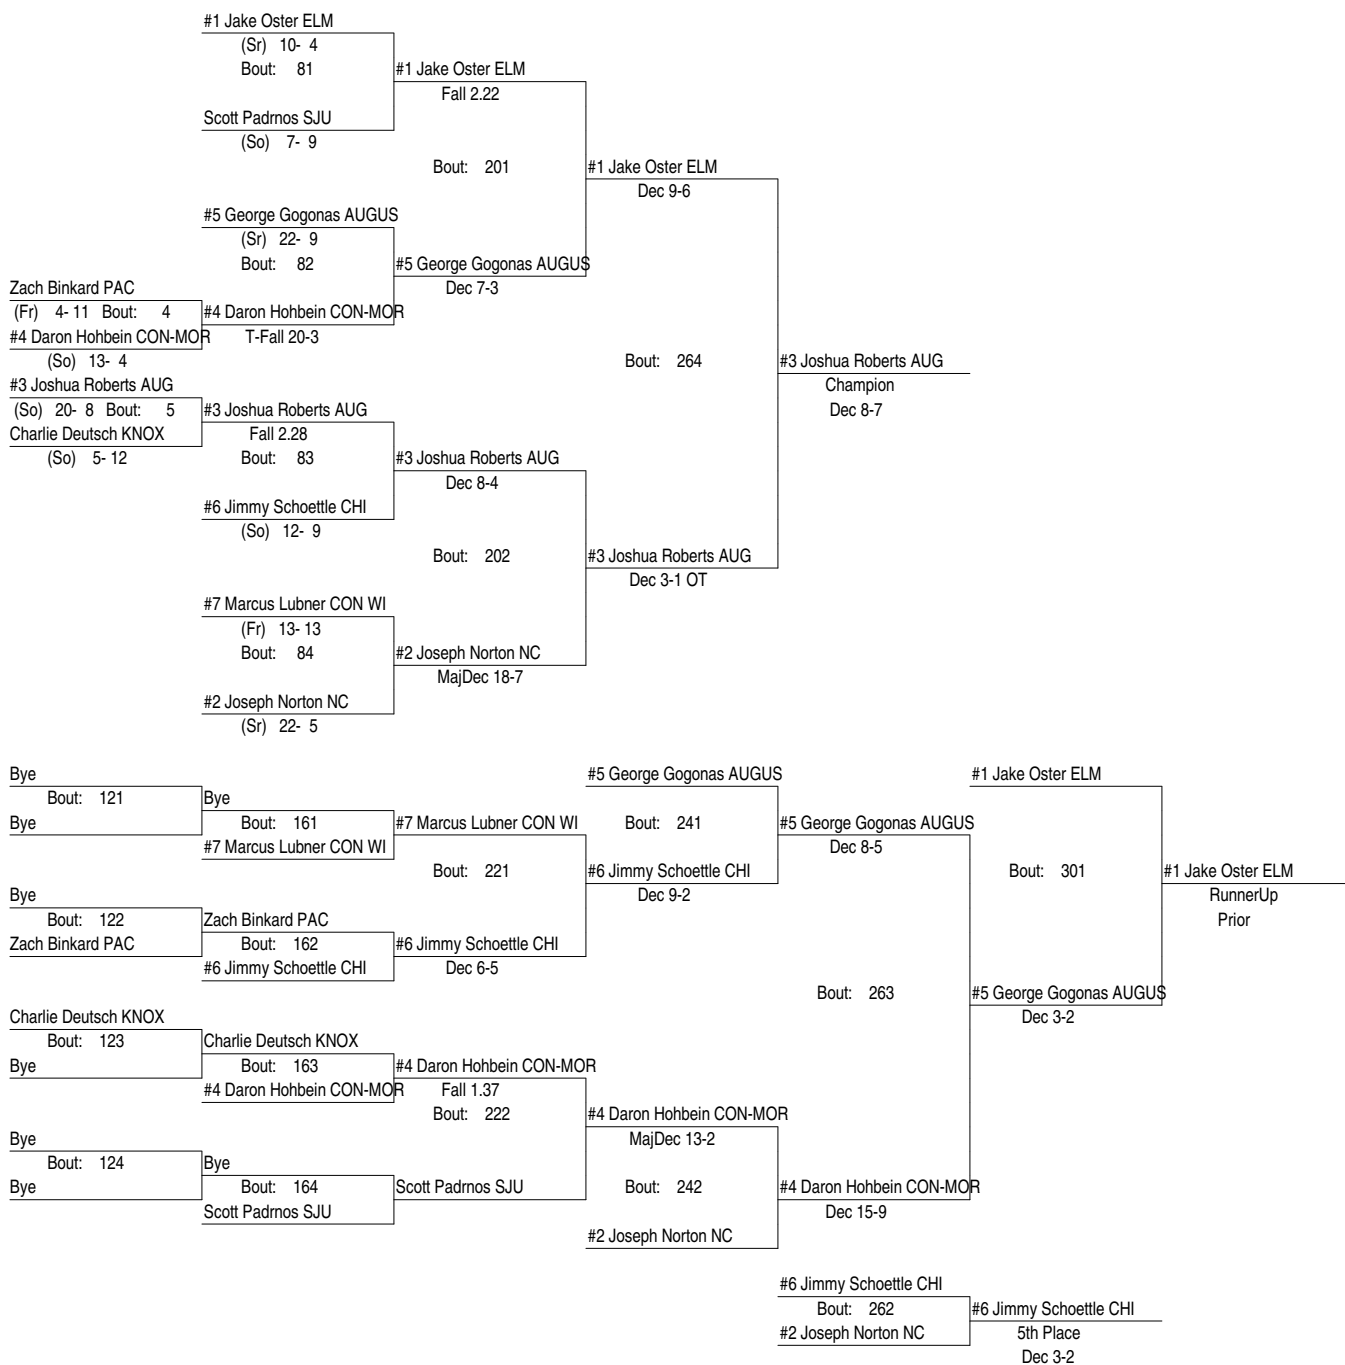 #1 Jake Oster ELM
(Sr) 10- 4
Bout: 81
#1 Jake Oster ELM
Fall 2.22
Scott Padrnos SJU
(So) 7- 9
Bout: 201
#1 Jake Oster ELM
Dec 9-6
#5 George Gogonas AUGUS
(Sr) 22- 9
Bout: 82
#5 George Gogonas AUGUS
Dec 7-3
Zach Binkard PAC
(Fr) 4- 11 Bout: 4
#4 Daron Hohbein CON-MOR
T-Fall 20-3
#4 Daron Hohbein CON-MOR
(So) 13- 4
Bout: 264
#3 Joshua Roberts AUG
Champion
Dec 8-7
#3 Joshua Roberts AUG
(So) 20- 8 Bout: 5
#3 Joshua Roberts AUG
Fall 2.28
Charlie Deutsch KNOX
(So) 5- 12
Bout: 83
#3 Joshua Roberts AUG
Dec 8-4
#6 Jimmy Schoettle CHI
(So) 12- 9
Bout: 202
#3 Joshua Roberts AUG
Dec 3-1 OT
#7 Marcus Lubner CON WI
(Fr) 13- 13
Bout: 84
#2 Joseph Norton NC
MajDec 18-7
#2 Joseph Norton NC
(Sr) 22- 5
Bye
Bout: 121
Bye
Bye
Bout: 161
#7 Marcus Lubner CON WI
#7 Marcus Lubner CON WI
Bout: 221
#5 George Gogonas AUGUS
Bout: 241
#5 George Gogonas AUGUS
Dec 8-5
#6 Jimmy Schoettle CHI
Dec 9-2
#1 Jake Oster ELM
Bout: 301
#1 Jake Oster ELM
RunnerUp
Prior
Bye
Bout: 122
Zach Binkard PAC
Zach Binkard PAC
Bout: 162
#6 Jimmy Schoettle CHI
#6 Jimmy Schoettle CHI
Dec 6-5
Bout: 263
#5 George Gogonas AUGUS
Dec 3-2
Charlie Deutsch KNOX
Bout: 123
Bye
Charlie Deutsch KNOX
Bout: 163
#4 Daron Hohbein CON-MOR
#4 Daron Hohbein CON-MOR
Fall 1.37
Bout: 222
#4 Daron Hohbein CON-MOR
MajDec 13-2
Bye
Bout: 124
Bye
Bye
Bout: 164
Scott Padrnos SJU
Scott Padrnos SJU
Bout: 242
#4 Daron Hohbein CON-MOR
Dec 15-9
#2 Joseph Norton NC
#6 Jimmy Schoettle CHI
Bout: 262
#2 Joseph Norton NC
#6 Jimmy Schoettle CHI
5th Place
Dec 3-2